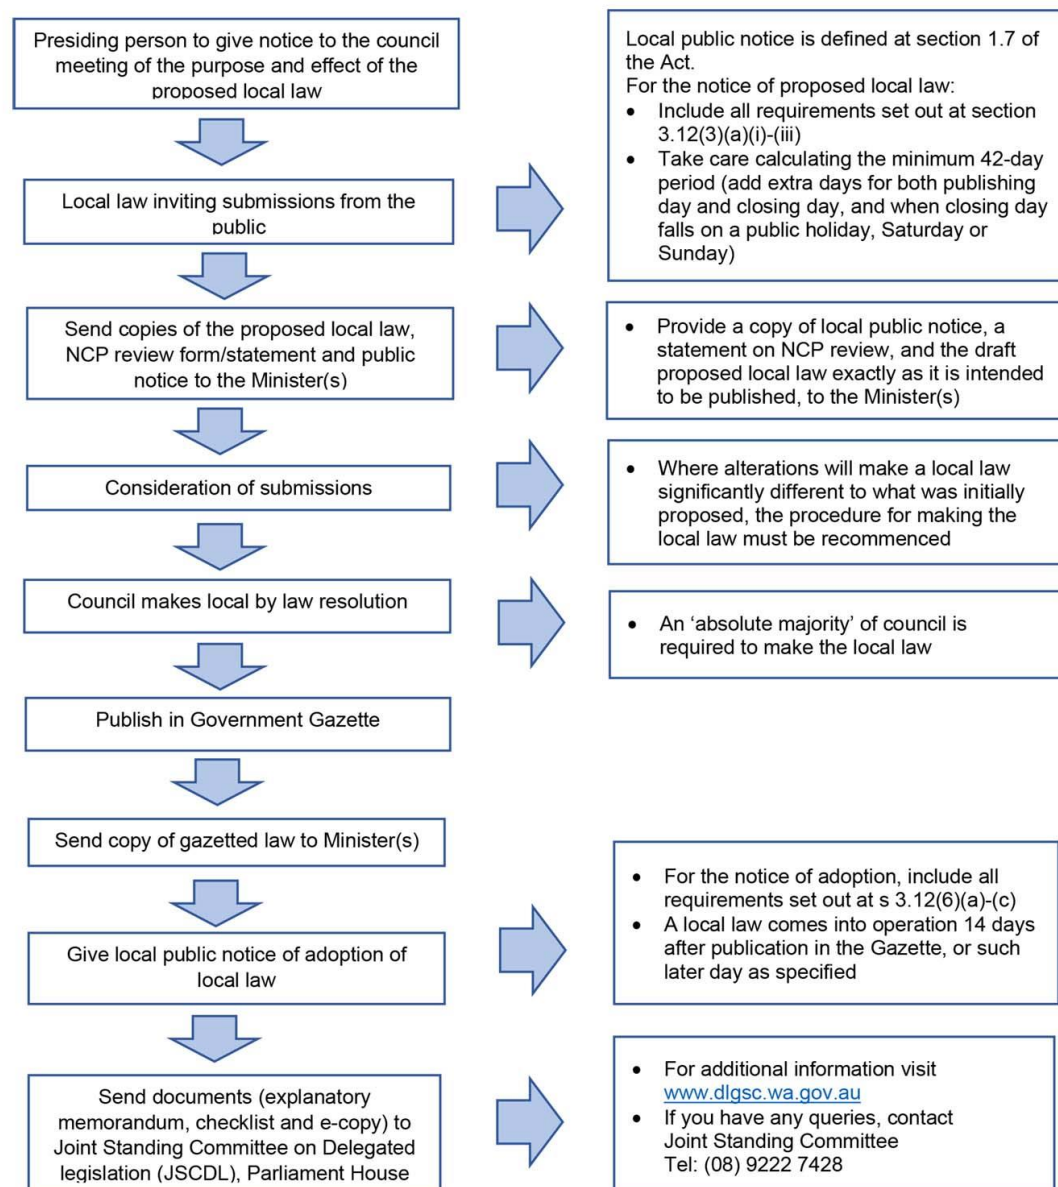 Presiding person to give notice to the council
meeting of the purpose and effect of the
proposed local law
Local public notice is defined at section 1.7 of
the Act.
For the notice of proposed local law:
• Include all requirements set out at section
3.12(3)(a)(i)-(iii)
• Take care calculating the minimum 42-day
period (add extra days for both publishing
day and closing day, and when closing day
falls on a public holiday, Saturday or
Sunday)
Local law inviting submissions from the
public
Send copies of the proposed local law,
NCP review form/statement and public
notice to the Minister(s)
• Provide a copy of local public notice, a
statement on NCP review, and the draft
proposed local law exactly as it is intended
to be published, to the Minister(s)
Consideration of submissions
• Where alterations will make a local law
significantly different to what was initially
proposed, the procedure for making the
local law must be recommenced
Council makes local by law resolution
• An ‘absolute majority’ of council is
required to make the local law
Publish in Government Gazette
Send copy of gazetted law to Minister(s)
Give local public notice of adoption of
local law
• For the notice of adoption, include all
requirements set out at s 3.12(6)(a)-(c)
• A local law comes into operation 14 days
after publication in the Gazette, or such
later day as specified
Send documents (explanatory
memorandum, checklist and e-copy) to
Joint Standing Committee on Delegated
legislation (JSCDL), Parliament House
• For additional information visit
www.dlgsc.wa.gov.au
• If you have any queries, contact
Joint Standing Committee
Tel: (08) 9222 7428